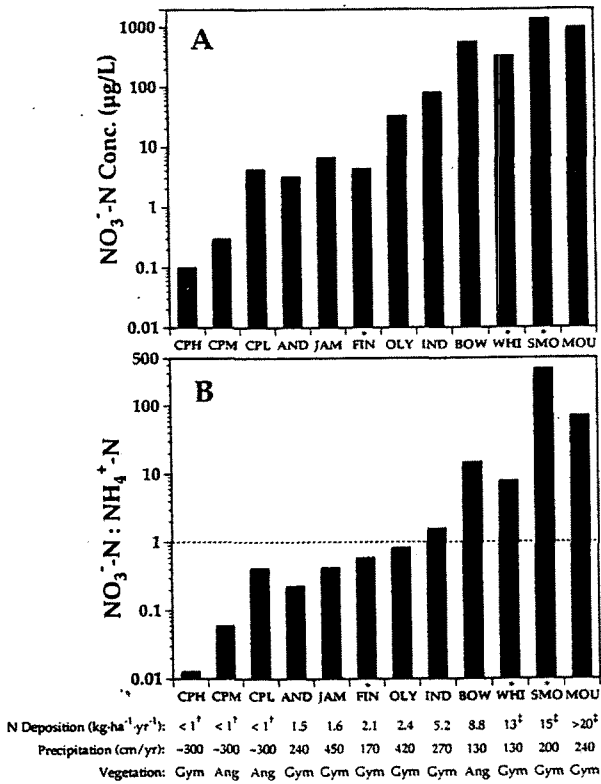 A
NO3⁻-N Conc. (µg/L)
1000
100
10
1
0.1
0.01
CPH CPM CPL AND JAM FIN OLY IND BOW WHI SMO MOU
B
NO3⁻-N : NH4⁺-N
500
100
10
1
0.1
0.01
CPH CPM CPL AND JAM FIN OLY IND BOW WHI SMO MOU
N Deposition (kg·ha⁻¹·yr⁻¹): < 1† < 1† < 1† 1.5 1.6 2.1 2.4 5.2 8.8 13‡ 15‡ >20‡
Precipitation (cm/yr): ~300 ~300 ~300 240 450 170 420 270 130 130 200 240
Vegetation: Gym Ang Ang Gym Gym Gym Gym Gym Ang Gym Gym Gym